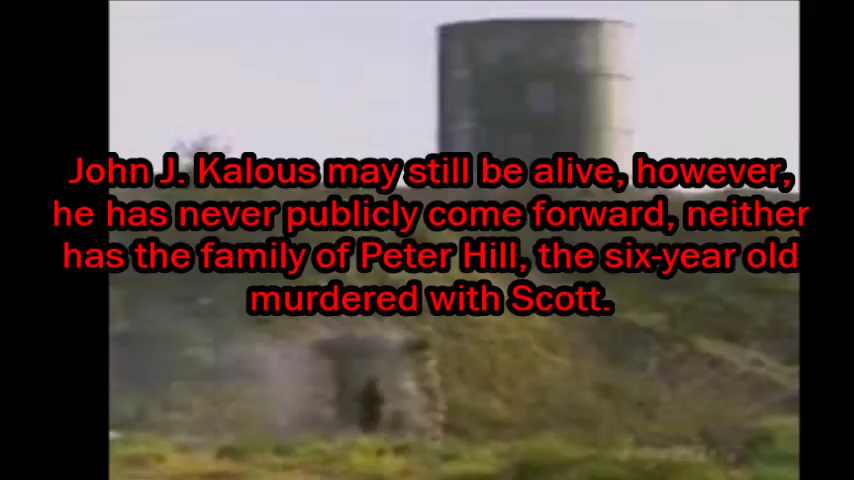 John J. Kalous may still be alive, however,
he has never publicly come forward, neither
has the family of Peter Hill, the six-year old
murdered with Scott.